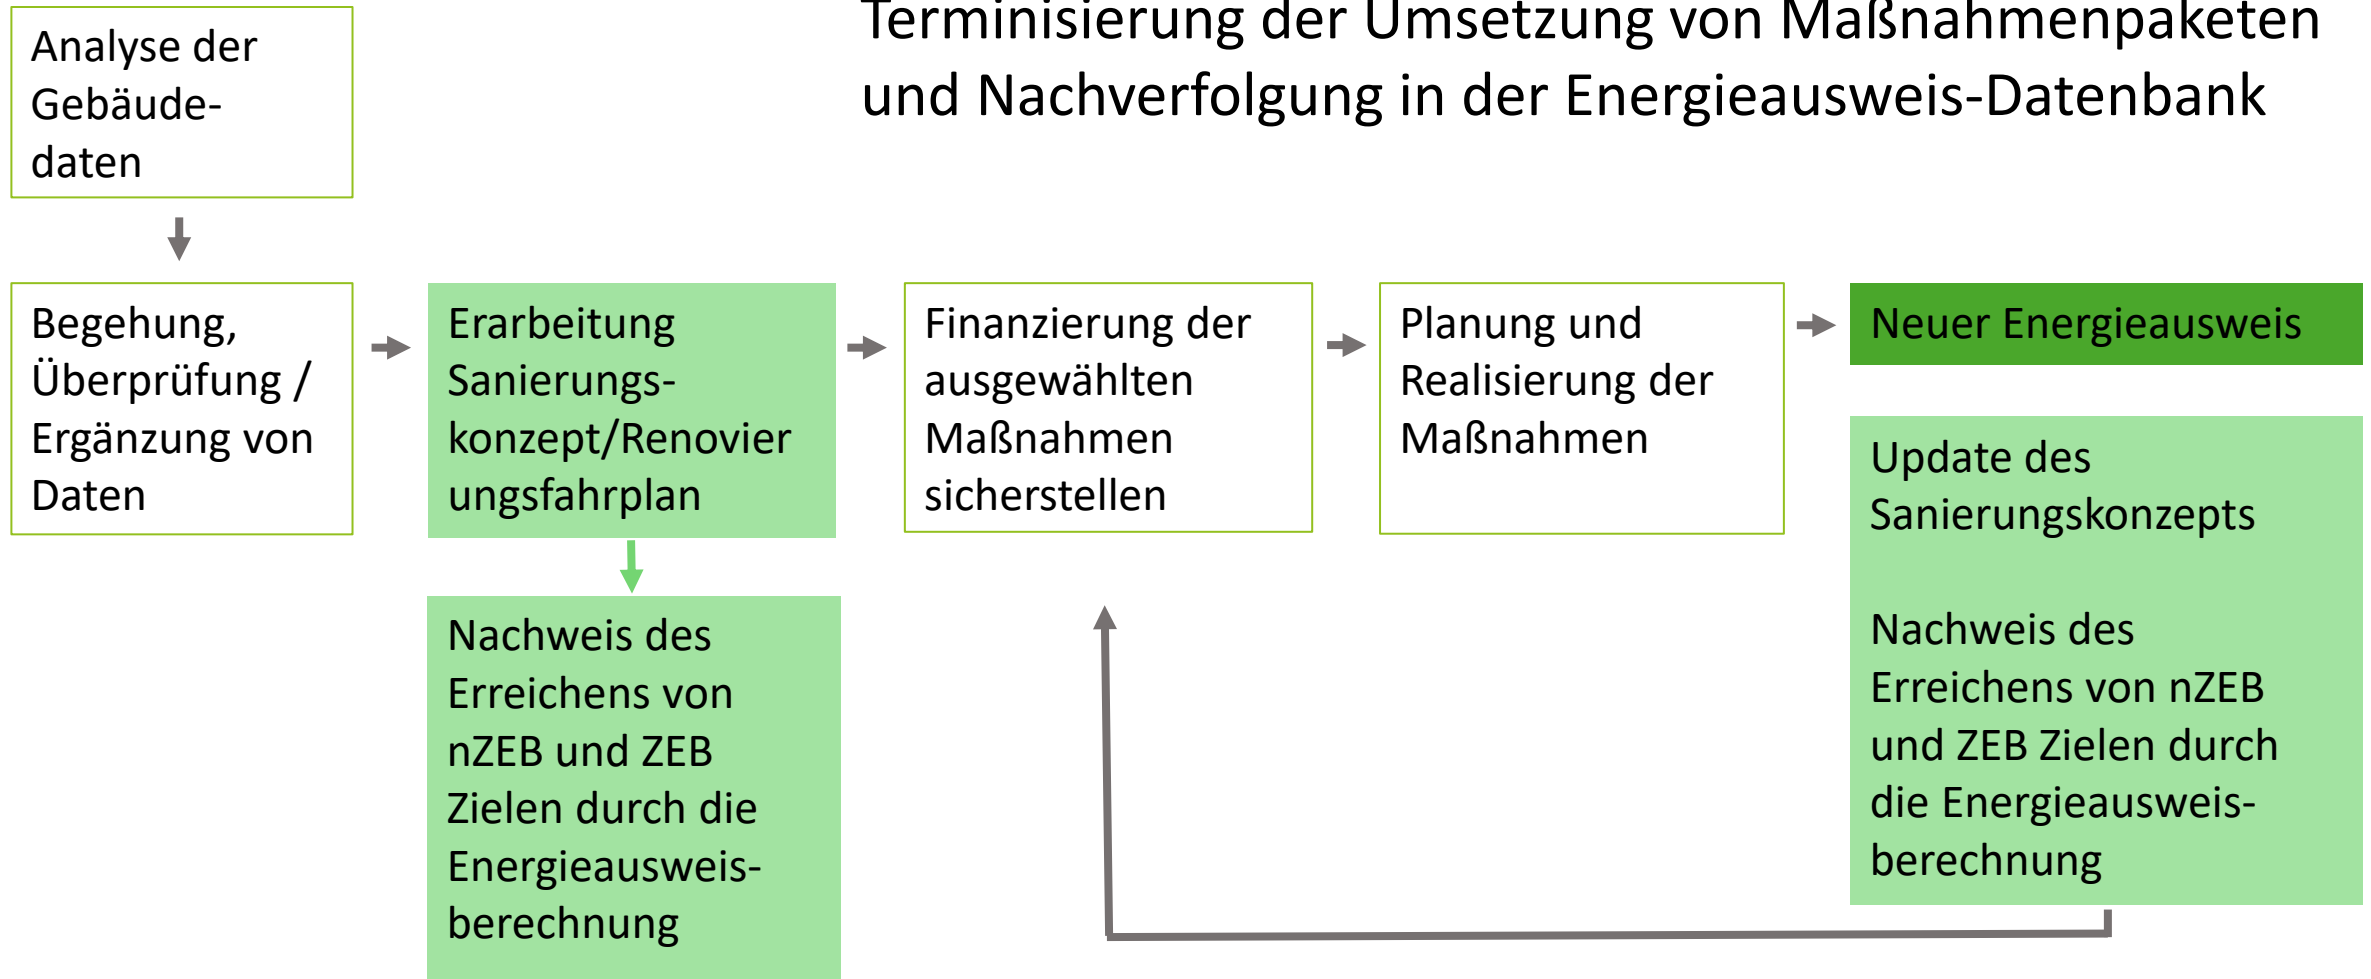 Terminisierung der Umsetzung von Maßnahmenpaketen
und Nachverfolgung in der Energieausweis-Datenbank
Analyse der
Gebäude-
daten
Begehung,
Überprüfung /
Ergänzung von
Daten
Erarbeitung
Sanierungs-
konzept/Renovier
ungsfahrplan
Nachweis des
Erreichens von
nZEB und ZEB
Zielen durch die
Energieausweis-
berechnung
Finanzierung der
ausgewählten
Maßnahmen
sicherstellen
Planung und
Realisierung der
Maßnahmen
Neuer Energieausweis
Update des
Sanierungskonzepts
Nachweis des
Erreichens von nZEB
und ZEB Zielen durch
die Energieausweis-
berechnung